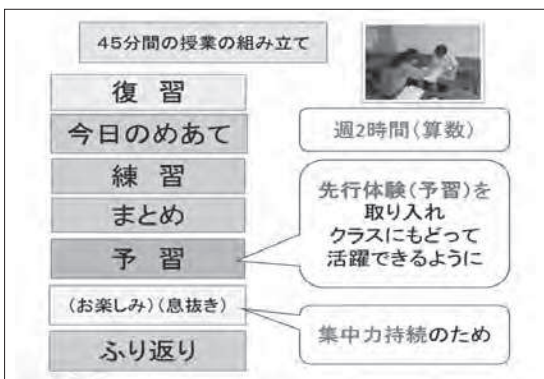 45分間の授業の組み立て
復 習
今日のめあて
練 習
まとめ
予 習
(お楽しみ)(息抜き)
ふり返り
週2時間(算数)
先行体験(予習)を
取り入れ
クラスにもどって
活躍できるように
集中力持続のため